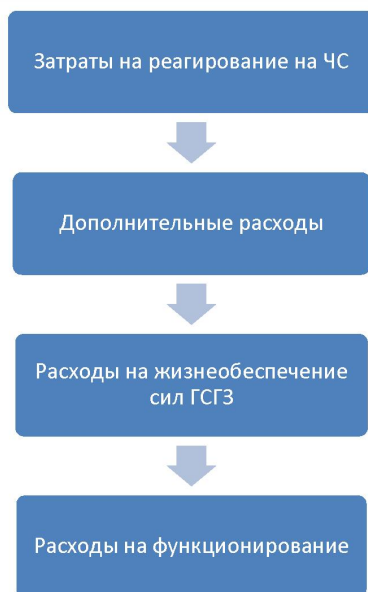 Затраты на реагирование на ЧС
Дополнительные расходы
Расходы на жизнеобеспечение
сил ГСГЗ
Расходы на функционирование